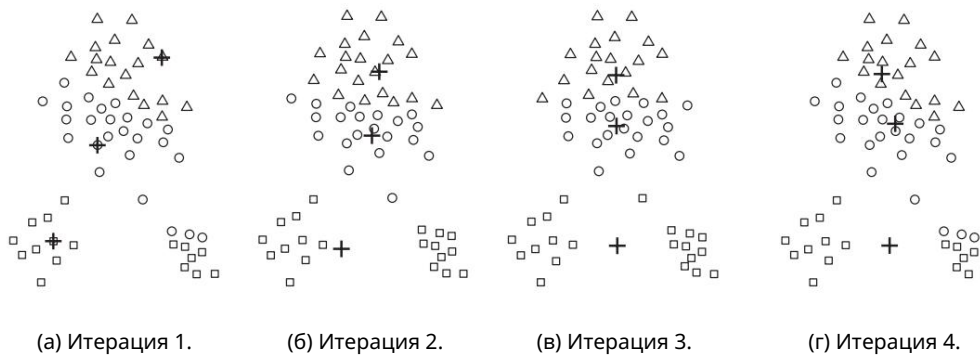 (а) Итерация 1.
(б) Итерация 2.
(в) Итерация 3.
(г) Итерация 4.